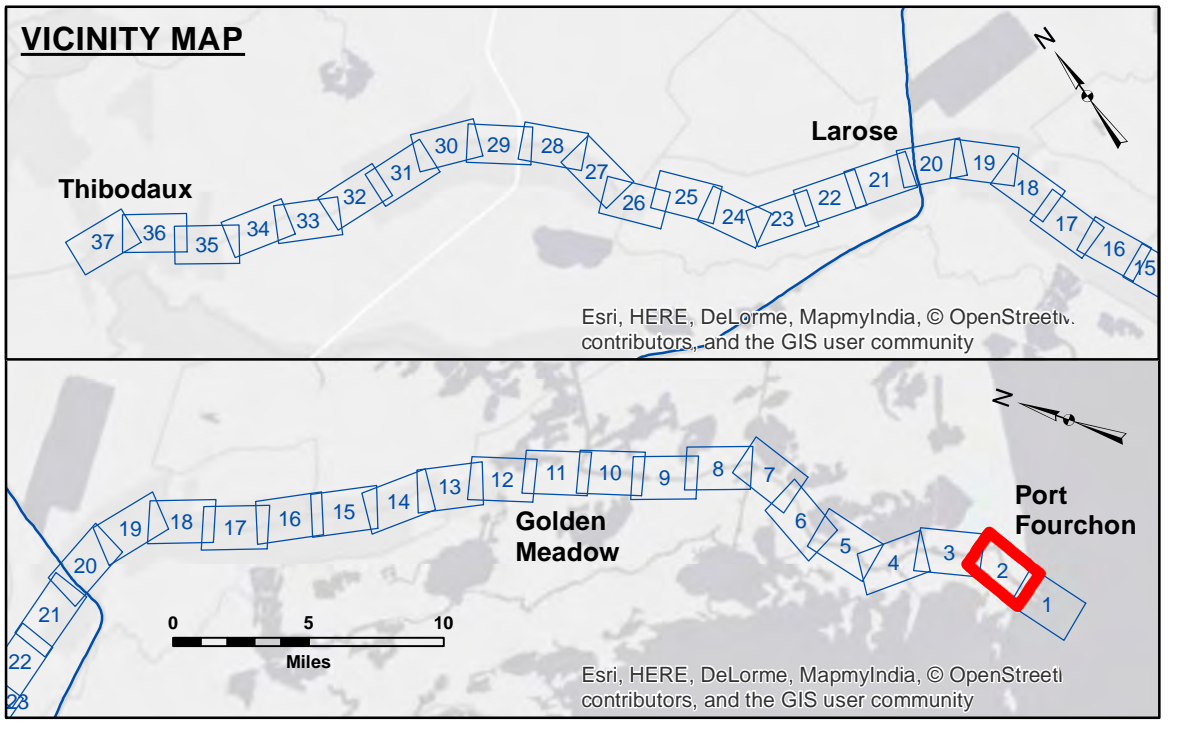 VICINITY MAP
N
Larose
Thibodaux
37 36 35 34 33 32 31 30 29 28 27 26 25 24 23 22 21 20 19 18 17 16 15
Esri, HERE, DeLorme, MapmyIndia, © OpenStreetM.
contributors, and the GIS user community
N
Port
Fourchon
Golden
Meadow
23 22 21 20 19 18 17 16 15 14 13 12 11 10 9 8 7 6 5 4 3 2 1
0 5 10
Miles
Esri, HERE, DeLorme, MapmyIndia, © OpenStreet
contributors, and the GIS user community